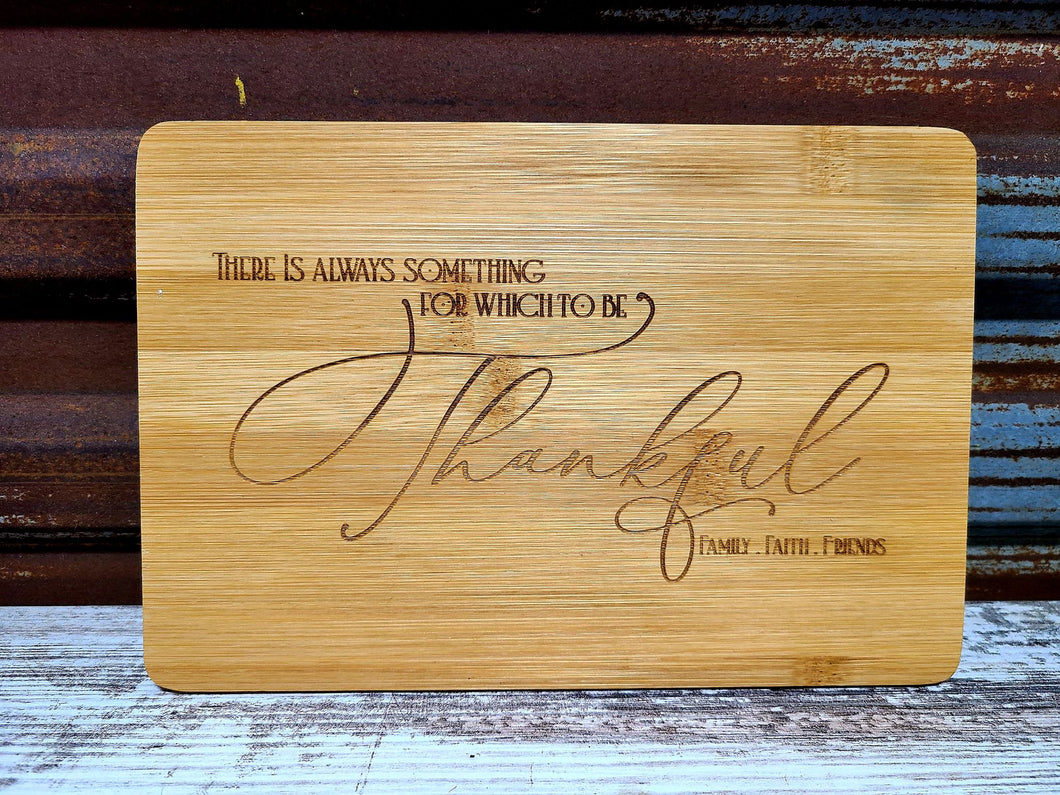 There Is always something
for which to be
Thankful
Family . Faith . Friends